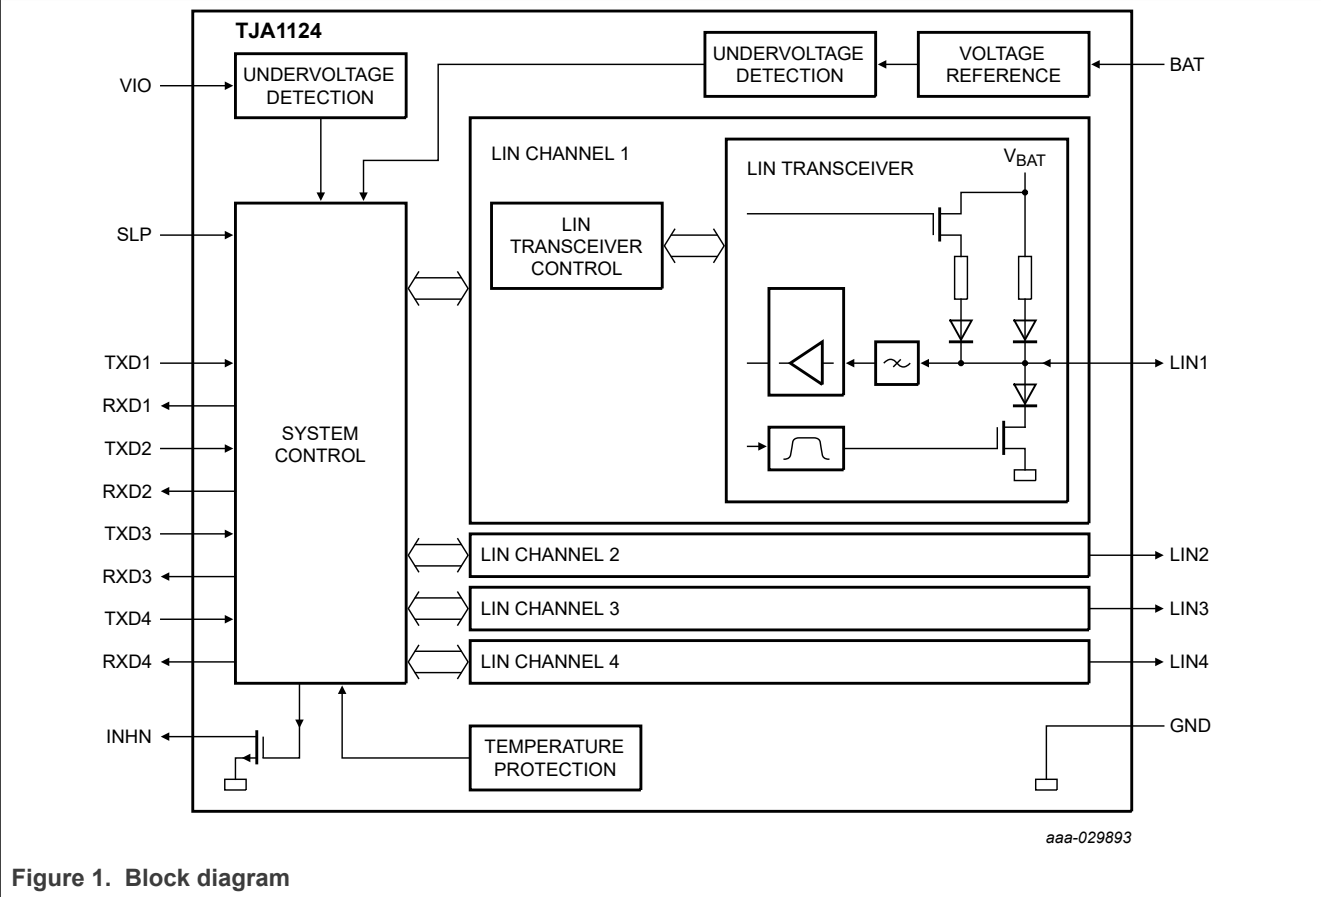 TJA1124
UNDERVOLTAGE
DETECTION
UNDERVOLTAGE
DETECTION
VOLTAGE
REFERENCE
VIO
BAT
LIN CHANNEL 1
LIN TRANSCEIVER
VBAT
LIN
TRANSCEIVER
CONTROL
SLP
TXD1
LIN1
RXD1
SYSTEM
CONTROL
TXD2
RXD2
TXD3
RXD3
TXD4
RXD4
LIN CHANNEL 2
LIN2
LIN CHANNEL 3
LIN3
LIN CHANNEL 4
LIN4
INHN
TEMPERATURE
PROTECTION
GND
aaa-029893
Figure 1. Block diagram